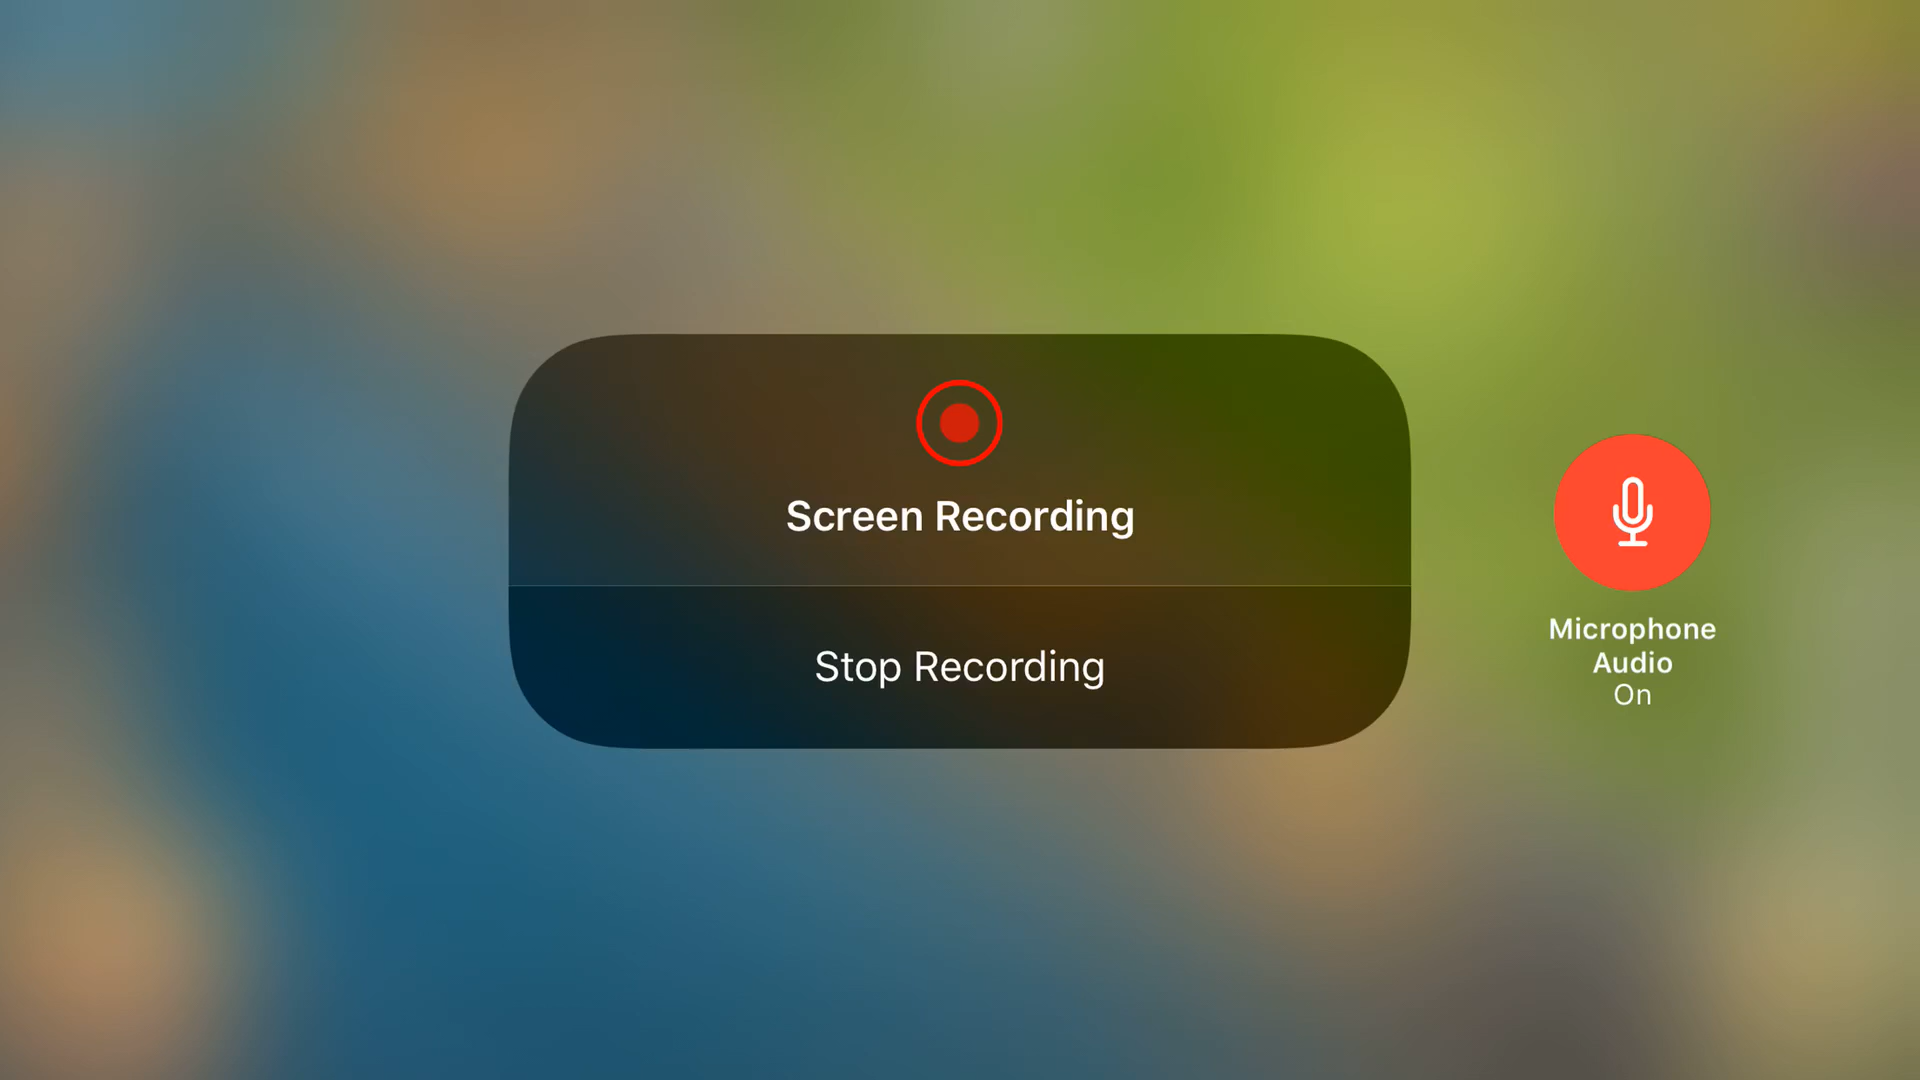 Screen Recording
Stop Recording
Microphone
Audio
On